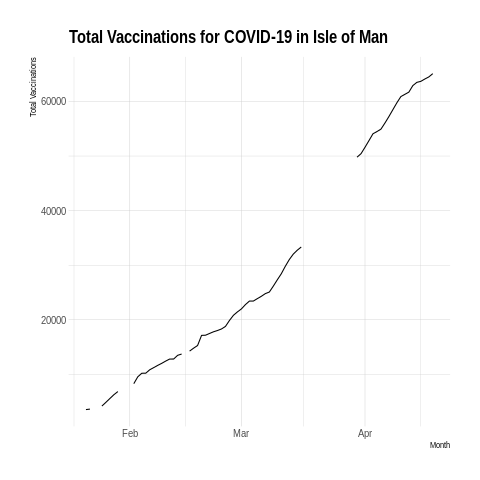 Total Vaccinations for COVID-19 in Isle of Man
Total Vaccinations
60000
40000
20000
Feb Mar Apr
Month